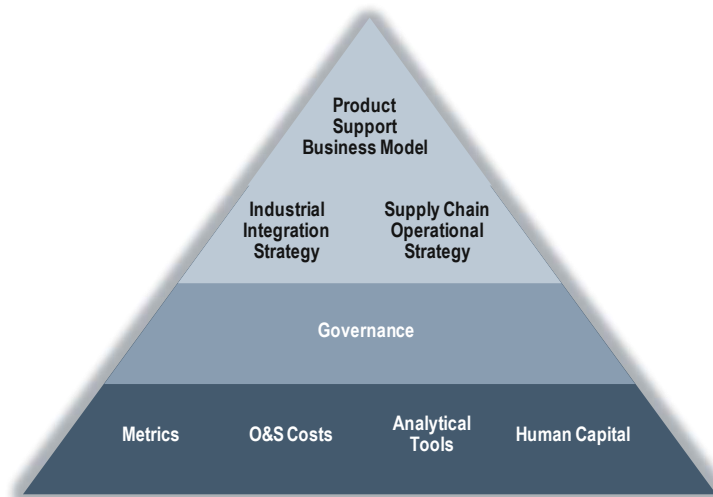 Product
Support
Business Model
Industrial
Integration
Strategy
Supply Chain
Operational
Strategy
Governance
Metrics
O&S Costs
Analytical
Tools
Human Capital